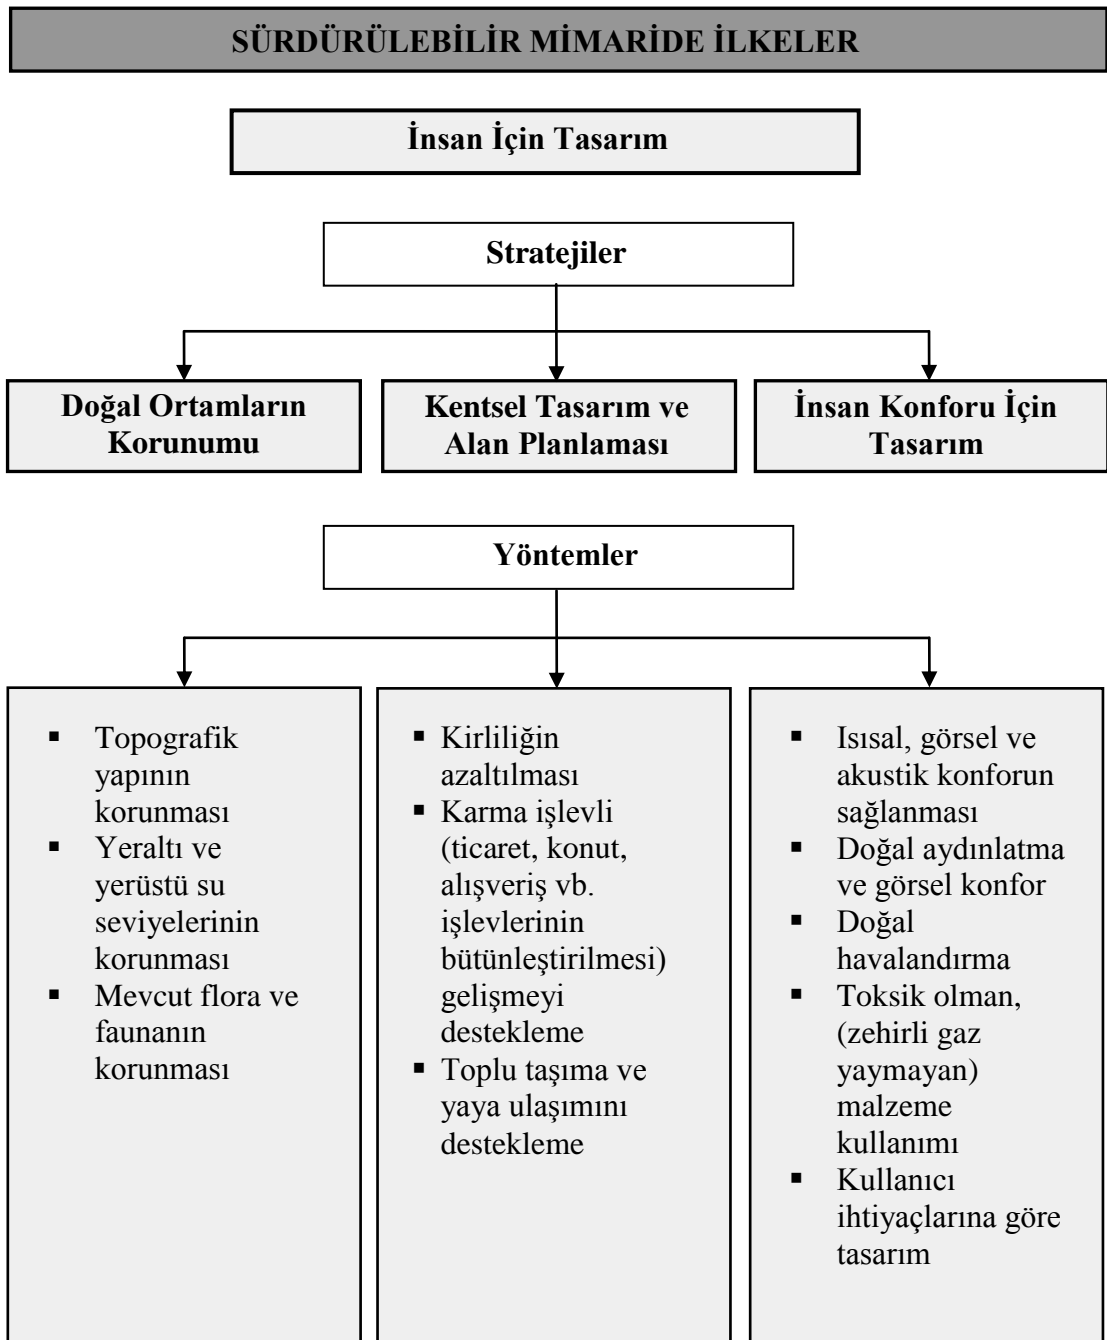 SÜRDÜRÜLEBİLİR MİMARİDE İLKELER
İnsan İçin Tasarım
Stratejiler
Doğal Ortamların
Korunumu
Kentsel Tasarım ve
Alan Planlaması
İnsan Konforu İçin
Tasarım
Yöntemler
▪ Topografik
yapının
korunması
▪ Yeraltı ve
yerüstü su
seviyelerinin
korunması
▪ Mevcut flora ve
faunanın
korunması
▪ Kirliliğin
azaltılması
▪ Karma işlevli
(ticaret, konut,
alışveriş vb.
işlevlerinin
bütünleştirilmesi)
gelişmeyi
destekleme
▪ Toplu taşıma ve
yaya ulaşımını
destekleme
▪ Isısal, görsel ve
akustik konforun
sağlanması
▪ Doğal aydınlatma
ve görsel konfor
▪ Doğal
havalandırma
▪ Toksik olman,
(zehirli gaz
yaymayan)
malzeme
kullanımı
▪ Kullanıcı
ihtiyaçlarına göre
tasarım